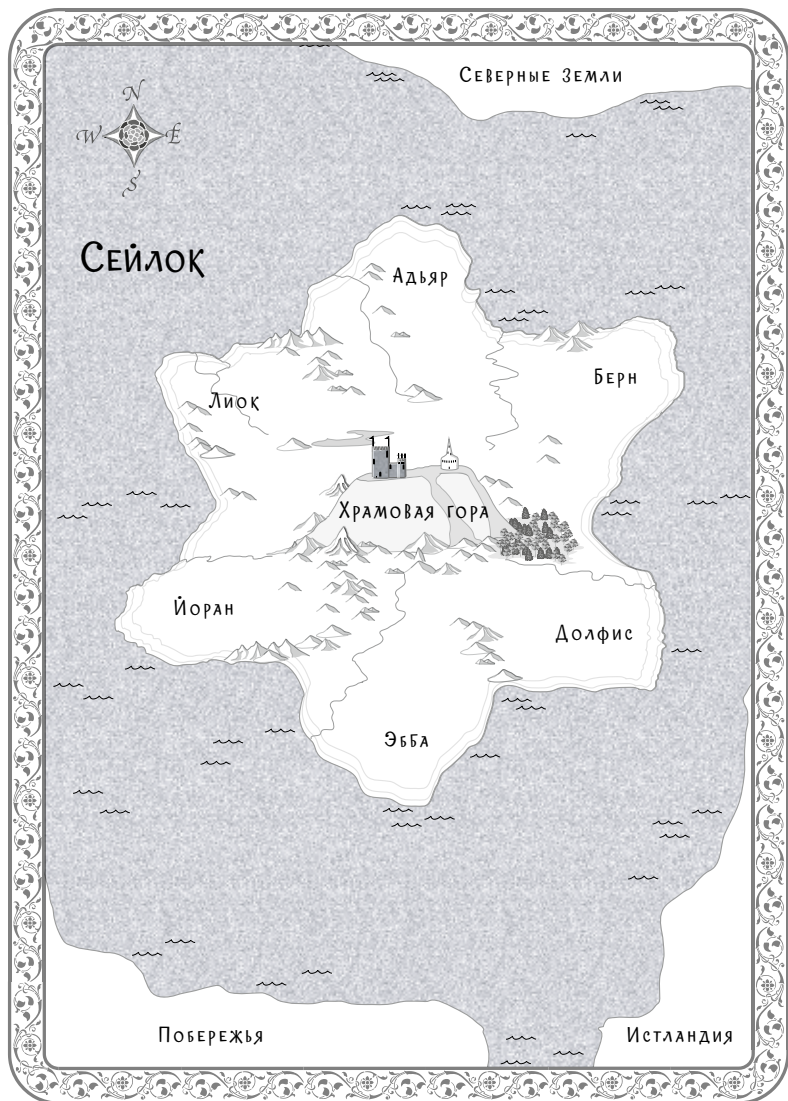 Северные Земли
N
W E
S
Сейлок
Адьяр
Берн
Лиок
Храмовая гора
Йоран
Долфис
Эбба
Побережья
Истландия